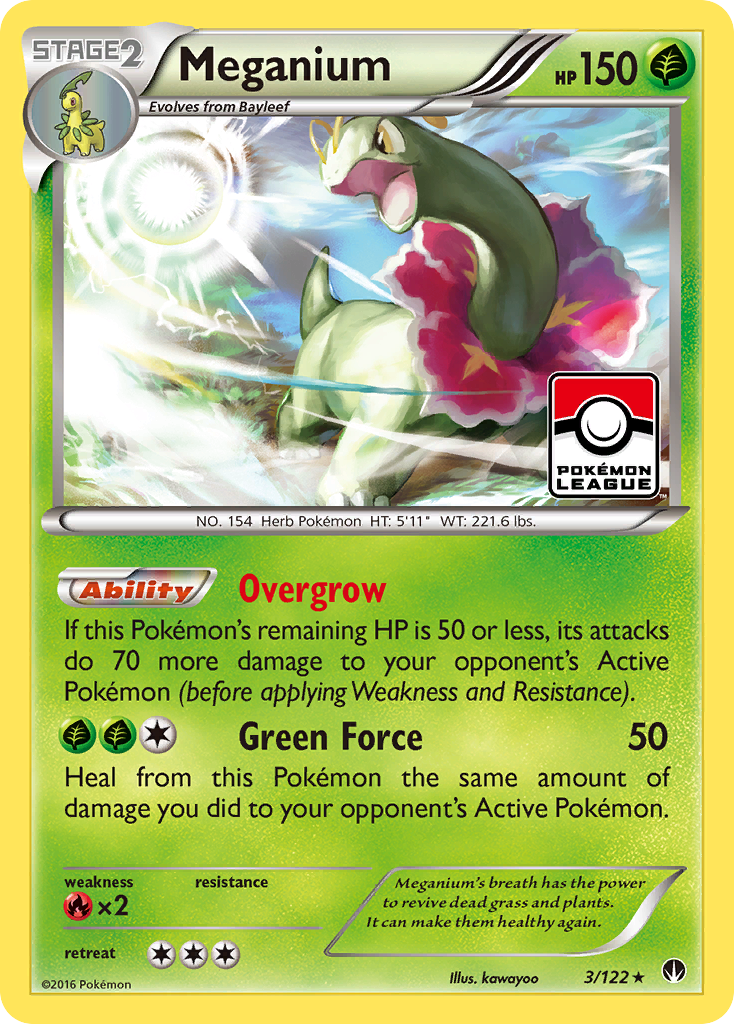 STAGE2
Meganium
HP 150
Evolves from Bayleef
POKÉMON
LEAGUE
™
NO. 154 Herb Pokémon HT: 5'11" WT: 221.6 lbs.
Ability Overgrow
If this Pokémon's remaining HP is 50 or less, its attacks
do 70 more damage to your opponent's Active
Pokémon (before applying Weakness and Resistance).
Green Force 50
Heal from this Pokémon the same amount of
damage you did to your opponent's Active Pokémon.
weakness resistance
×2
Meganium's breath has the power
to revive dead grass and plants.
It can make them healthy again.
retreat
Illus. kawayoo 3/122 ★
©2016 Pokémon